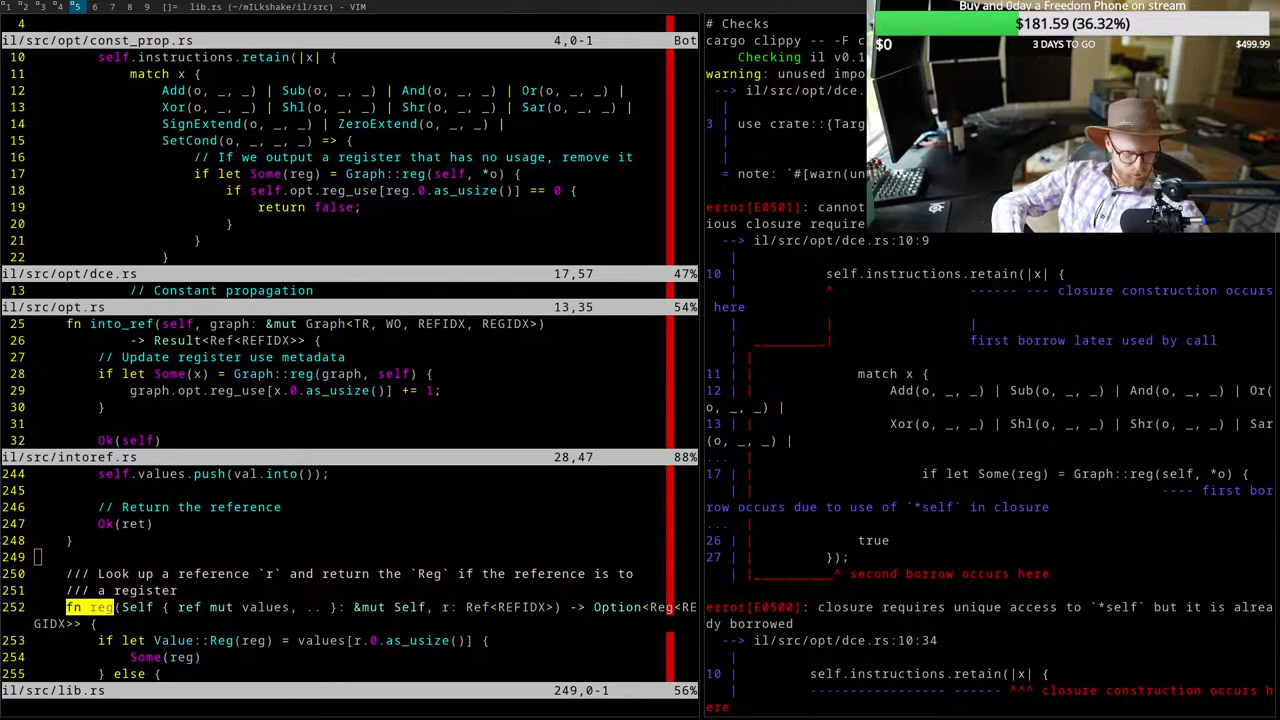 1 2 3 4 5 6 7 8 9 []= lib.rs (~/mILkshake/il/src) - VIM
4
il/src/opt/const_prop.rs 4,0-1 Bot
10 self.instructions.retain(|x| {
11 match x {
12 Add(o, _, _) | Sub(o, _, _) | And(o, _, _) | Or(o, _, _) |
13 Xor(o, _, _) | Shl(o, _, _) | Shr(o, _, _) | Sar(o, _, _) |
14 SignExtend(o, _, _) | ZeroExtend(o, _, _) |
15 SetCond(o, _, _, _, _) => {
16 // If we output a register that has no usage, remove it
17 if let Some(reg) = Graph::reg(self, *o) {
18 if self.opt.reg_use[reg.0.as_usize()] == 0 {
19 return false;
20 }
21 }
22 }
il/src/opt/dce.rs 17,57 47%
13 // Constant propagation
il/src/opt.rs 13,35 54%
25 fn into_ref(self, graph: &mut Graph<TR, WO, REFIDX, REGIDX>)
26 -> Result<Ref<REFIDX>> {
27 // Update register use metadata
28 if let Some(x) = Graph::reg(graph, self) {
29 graph.opt.reg_use[x.0.as_usize()] += 1;
30 }
31
32 Ok(self)
il/src/intoref.rs 28,47 88%
244 self.values.push(val.into());
245
246 // Return the reference
247 Ok(ret)
248 }
249
250 /// Look up a reference `r` and return the `Reg` if the reference is to
251 /// a register
252 fn reg(Self { ref mut values, .. }: &mut Self, r: Ref<REFIDX>) -> Option<Reg<RE
GIDX>> {
253 if let Value::Reg(reg) = values[r.0.as_usize()] {
254 Some(reg)
255 } else {
il/src/lib.rs 249,0-1 56%
# Checks
cargo clippy -- -F c
Checking il v0.1
warning: unused impo
--> il/src/opt/dce.
|
3 | use crate::{Targ
|
|
= note: `#[warn(un
error[E0501]: cannot
ious closure require
--> il/src/opt/dce.rs:10:9
|
10 | self.instructions.retain(|x| {
| ^ ------ --- closure construction occurs
here
| | |
| _________| first borrow later used by call
| |
11 | | match x {
12 | | Add(o, _, _) | Sub(o, _, _) | And(o, _, _) | Or(
o, _, _) |
13 | | Xor(o, _, _) | Shl(o, _, _) | Shr(o, _, _) | Sar
(o, _, _) |
... |
17 | | if let Some(reg) = Graph::reg(self, *o) {
| | ---- first bor
row occurs due to use of `*self` in closure
... |
26 | | true
27 | | });
| |__________^ second borrow occurs here
error[E0500]: closure requires unique access to `*self` but it is alrea
dy borrowed
--> il/src/opt/dce.rs:10:34
|
10 | self.instructions.retain(|x| {
| ----------------- ------ ^^^ closure construction occurs h
ere
Buy and 0day a Freedom Phone on stream
$181.59 (36.32%)
$0 3 DAYS TO GO $499.99